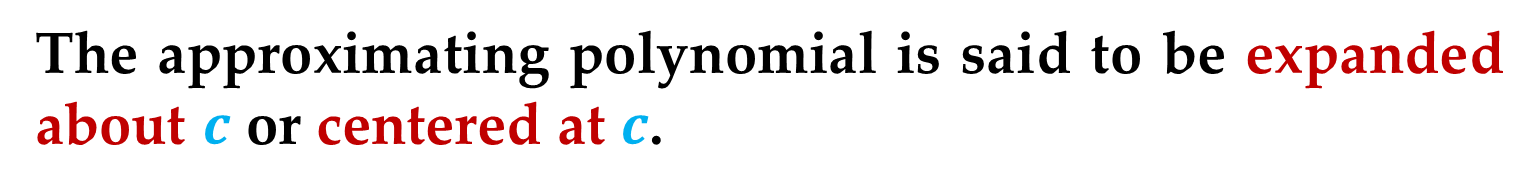 The approximating polynomial is said to be expanded
about c or centered at c.